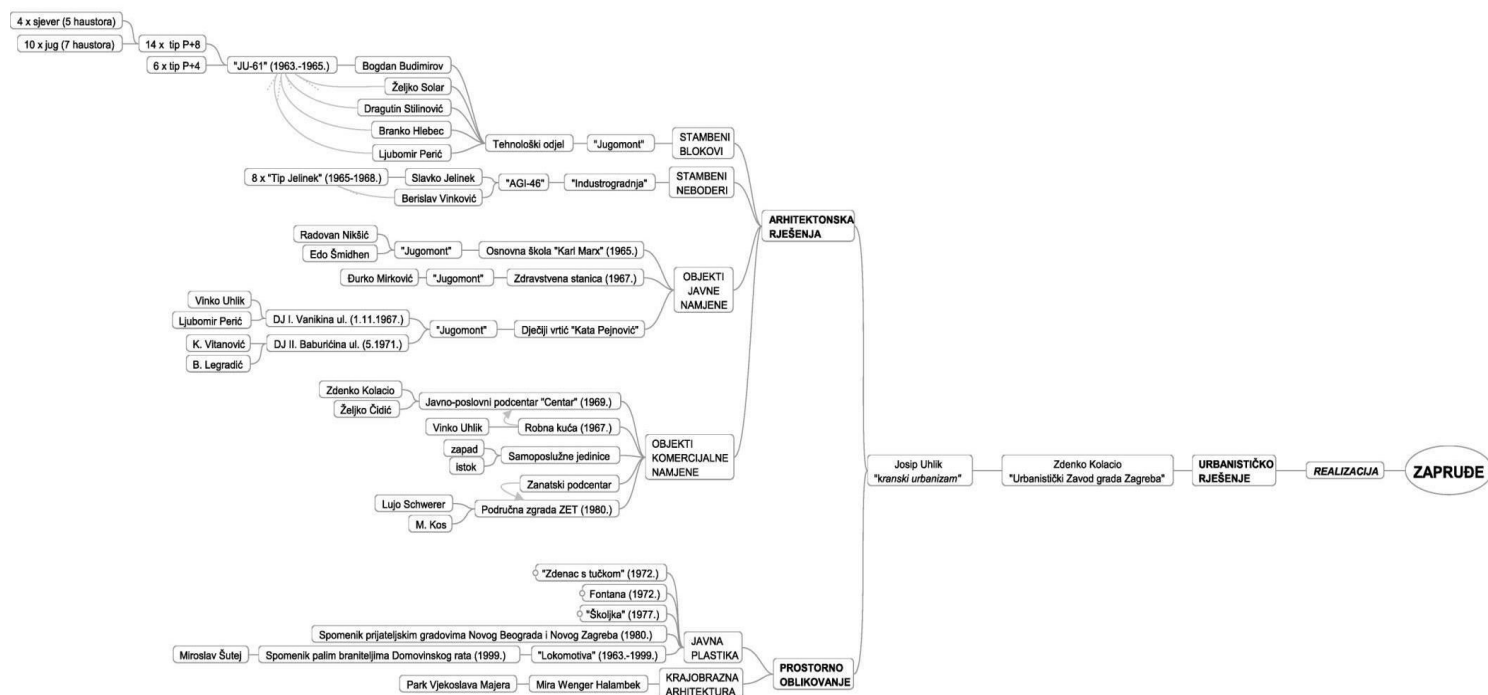 4 x sjever (5 haustora)
10 x jug (7 haustora)
14 x tip P+8
6 x tip P+4
"JU-61" (1963.-1965.)
Bogdan Budimirov
Željko Solar
Dragutin Stilinović
Branko Hlebec
Ljubomir Perić
Tehnološki odjel
"Jugomont"
STAMBENI
BLOKOVI
8 x "Tip Jelinek" (1965-1968.)
Slavko Jelinek
Berislav Vinković
"AGI-46"
"Industrogradnja"
STAMBENI
NEBODERI
ARHITEKTONSKA
RJEŠENJA
Radovan Nikšić
Edo Šmidhen
"Jugomont"
Osnovna škola "Karl Marx" (1965.)
Đurko Mirković
"Jugomont"
Zdravstvena stanica (1967.)
OBJEKTI
JAVNE
NAMJENE
Vinko Uhlik
Ljubomir Perić
DJ I. Vanikina ul. (1.11.1967.)
K. Vitanović
B. Legradić
DJ II. Baburićina ul. (5.1971.)
"Jugomont"
Dječiji vrtić "Kata Pejnović"
Zdenko Kolacio
Željko Čidić
Javno-poslovni podcentar "Centar" (1969.)
Vinko Uhlik
Robna kuća (1967.)
zapad
istok
Samoposlužne jedinice
Zanatski podcentar
Lujo Schwerer
M. Kos
Područna zgrada ZET (1980.)
OBJEKTI
KOMERCIJALNE
NAMJENE
Josip Uhlik
"kranski urbanizam"
Zdenko Kolacio
"Urbanistički Zavod grada Zagreba"
URBANISTIČKO
RJEŠENJE
REALIZACIJA
ZAPRUĐE
"Zdenac s tučkom" (1972.)
Fontana (1972.)
"Školjka" (1977.)
Spomenik prijateljskim gradovima Novog Beograda i Novog Zagreba (1980.)
Miroslav Šutej
Spomenik palim braniteljima Domovinskog rata (1999.)
"Lokomotiva" (1963.-1999.)
JAVNA
PLASTIKA
PROSTORNO
OBLIKOVANJE
Park Vjekoslava Majera
Mira Wenger Halambek
KRAJOBRAZNA
ARHITEKTURA